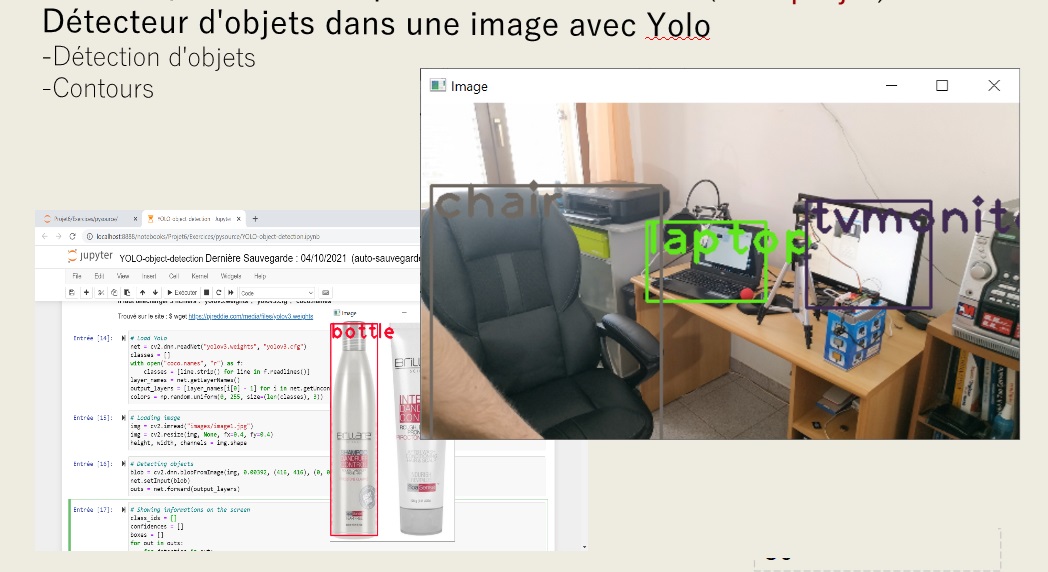 Détecteur d'objets dans une image avec Yolo
-Détection d'objets
-Contours
Image
chair
laptop
tvmonit
Projet6/Exercices/pysource/
YOLO-object-detection - Jupyter
localhost:8888/notebooks/Projet6/Exercices/pysource/YOLO-object-detection.ipynb
jupyter YOLO-object-detection Dernière Sauvegarde : 04/10/2021 (auto-sauvegarde
File Edit View Insert Cell Kernel Widgets Help
Exécuter Code
Trouvé sur le site : $ wget https://pjreddie.com/media/files/yolov3.weights
Image
bottle
Entrée [14]: # Load Yolo
net = cv2.dnn.readNet("yolov3.weights", "yolov3.cfg")
classes = []
with open("coco.names", "r") as f:
classes = [line.strip() for line in f.readlines()]
layer_names = net.getLayerNames()
output_layers = [layer_names[i[0] - 1] for i in net.getUncon
colors = np.random.uniform(0, 255, size=(len(classes), 3))
Entrée [15]: # Loading image
img = cv2.imread("images/image1.jpg")
img = cv2.resize(img, None, fx=0.4, fy=0.4)
height, width, channels = img.shape
Entrée [16]: # Detecting objects
blob = cv2.dnn.blobFromImage(img, 0.00392, (416, 416), (0, 0
net.setInput(blob)
outs = net.forward(output_layers)
Entrée [17]: # Showing informations on the screen
class_ids = []
confidences = []
boxes = []
for out in outs: